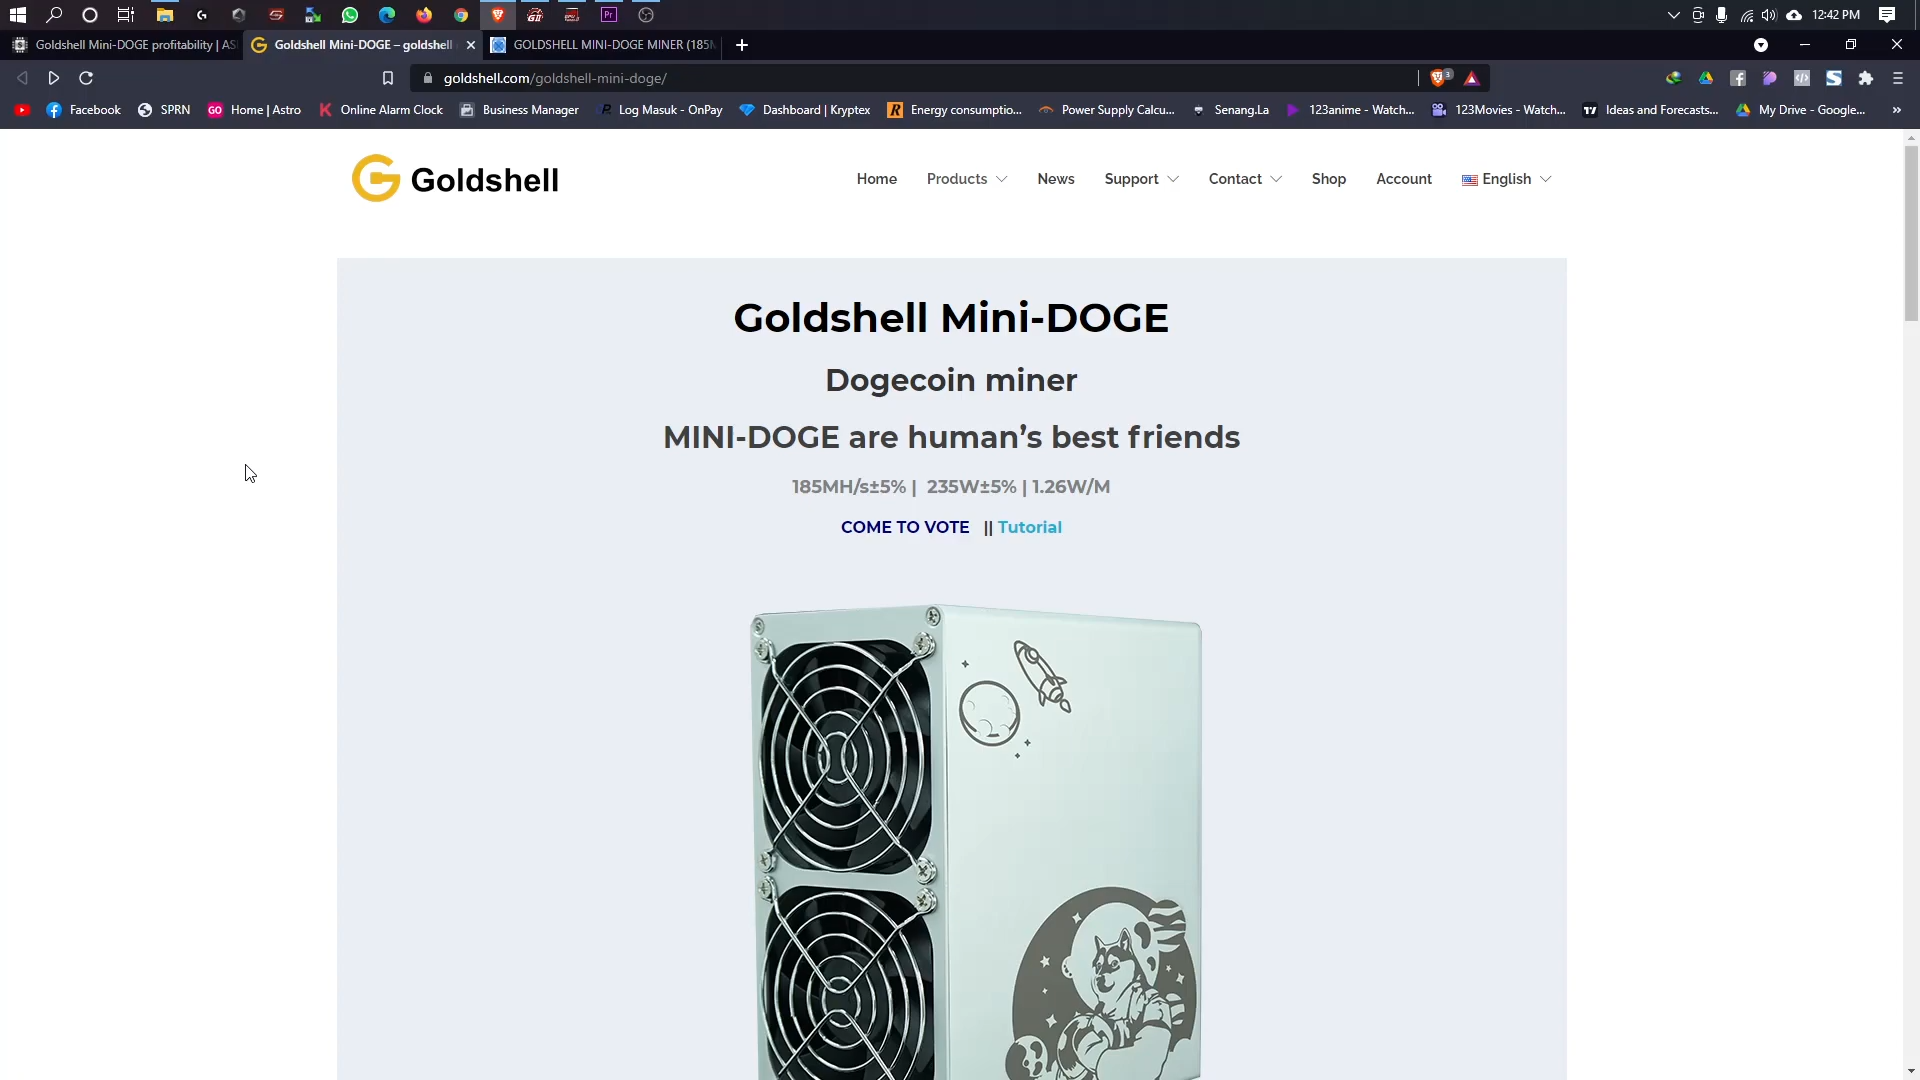 Pr
12:42 PM
Goldshell Mini-DOGE profitability | AS
Goldshell Mini-DOGE – goldshell
GOLDSHELL MINI-DOGE MINER (185M
goldshell.com/goldshell-mini-doge/
3
Facebook
SPRN
GO Home | Astro
K Online Alarm Clock
Business Manager
Log Masuk - OnPay
Dashboard | Kryptex
R Energy consumptio...
Power Supply Calcu...
Senang.La
123anime - Watch...
123Movies - Watch...
Ideas and Forecasts...
My Drive - Google...
Goldshell
Home
Products
News
Support
Contact
Shop
Account
English
Goldshell Mini-DOGE
Dogecoin miner
MINI-DOGE are human’s best friends
185MH/s±5% | 235W±5% | 1.26W/M
COME TO VOTE || Tutorial